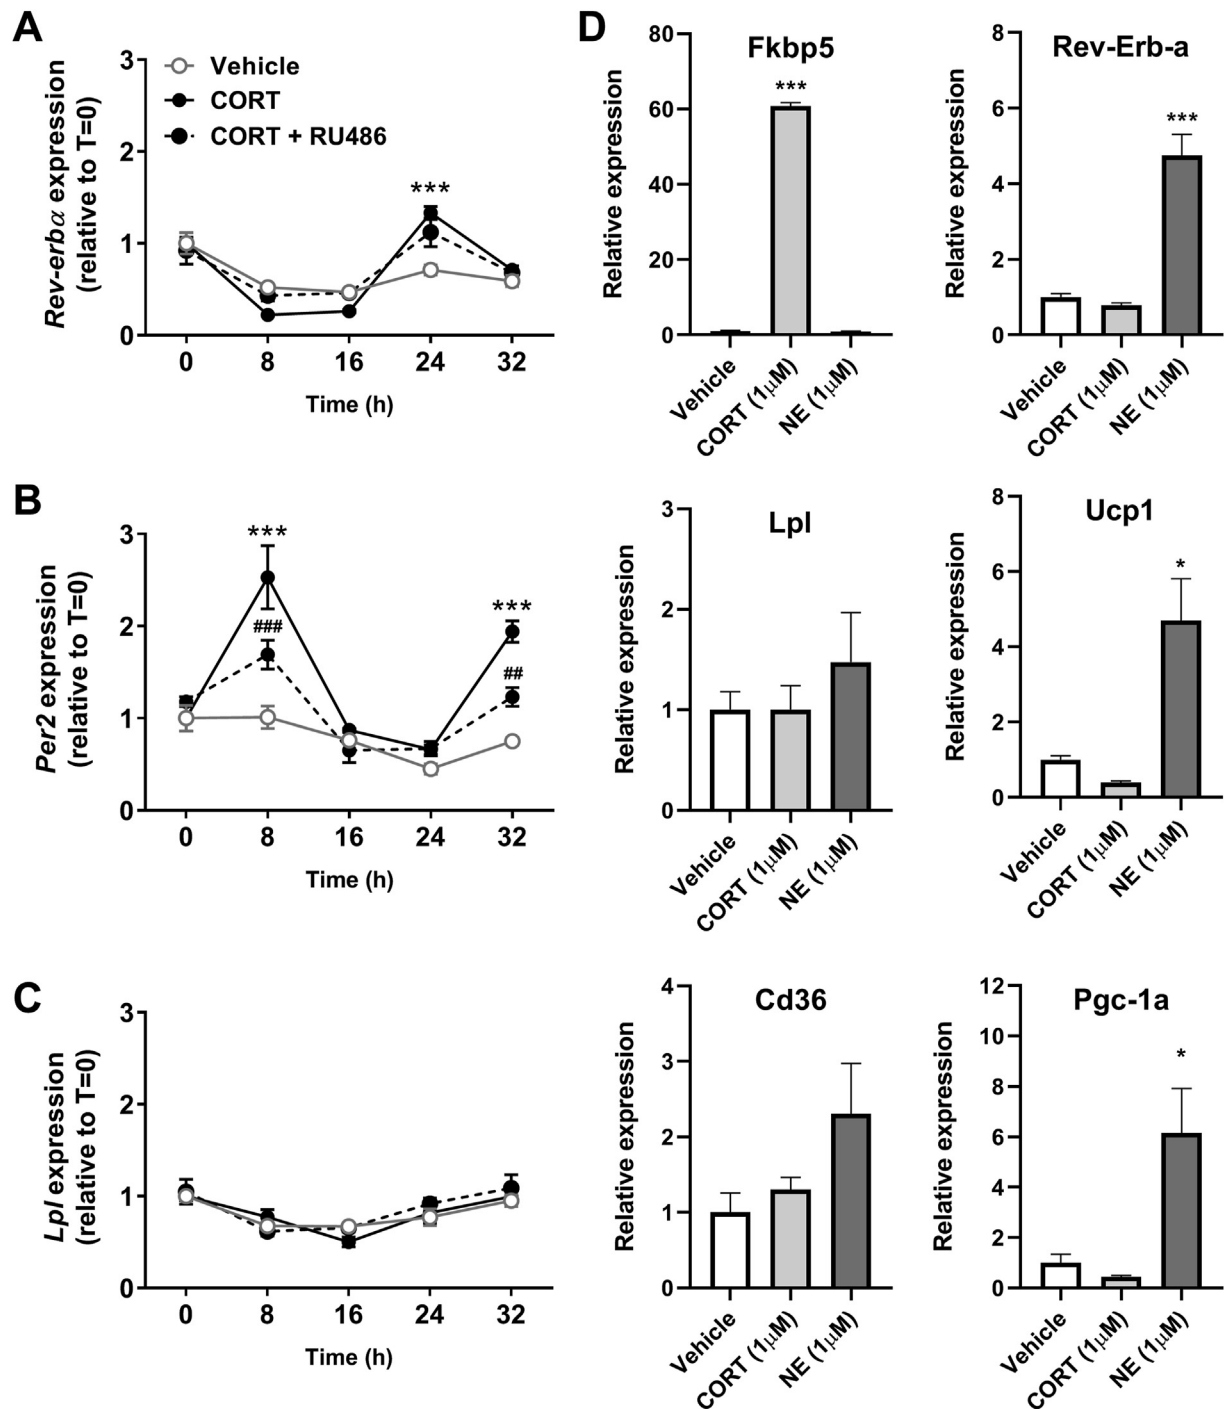 A
Rev-erbα expression
(relative to T=0)
3
2
1
0
Vehicle
CORT
CORT + RU486
***
0 8 16 24 32
Time (h)
B
Per2 expression
(relative to T=0)
3
2
1
0
***
###
***
##
0 8 16 24 32
Time (h)
C
Lpl expression
(relative to T=0)
3
2
1
0
0 8 16 24 32
Time (h)
D
Fkbp5
Relative expression
80
60
40
20
0
***
Vehicle
CORT (1μM)
NE (1μM)
Rev-Erb-a
Relative expression
8
6
4
2
0
***
Vehicle
CORT (1μM)
NE (1μM)
Lpl
Relative expression
3
2
1
0
Vehicle
CORT (1μM)
NE (1μM)
Ucp1
Relative expression
8
6
4
2
0
*
Vehicle
CORT (1μM)
NE (1μM)
Cd36
Relative expression
4
3
2
1
0
Vehicle
CORT (1μM)
NE (1μM)
Pgc-1a
Relative expression
12
10
8
6
4
2
0
*
Vehicle
CORT (1μM)
NE (1μM)